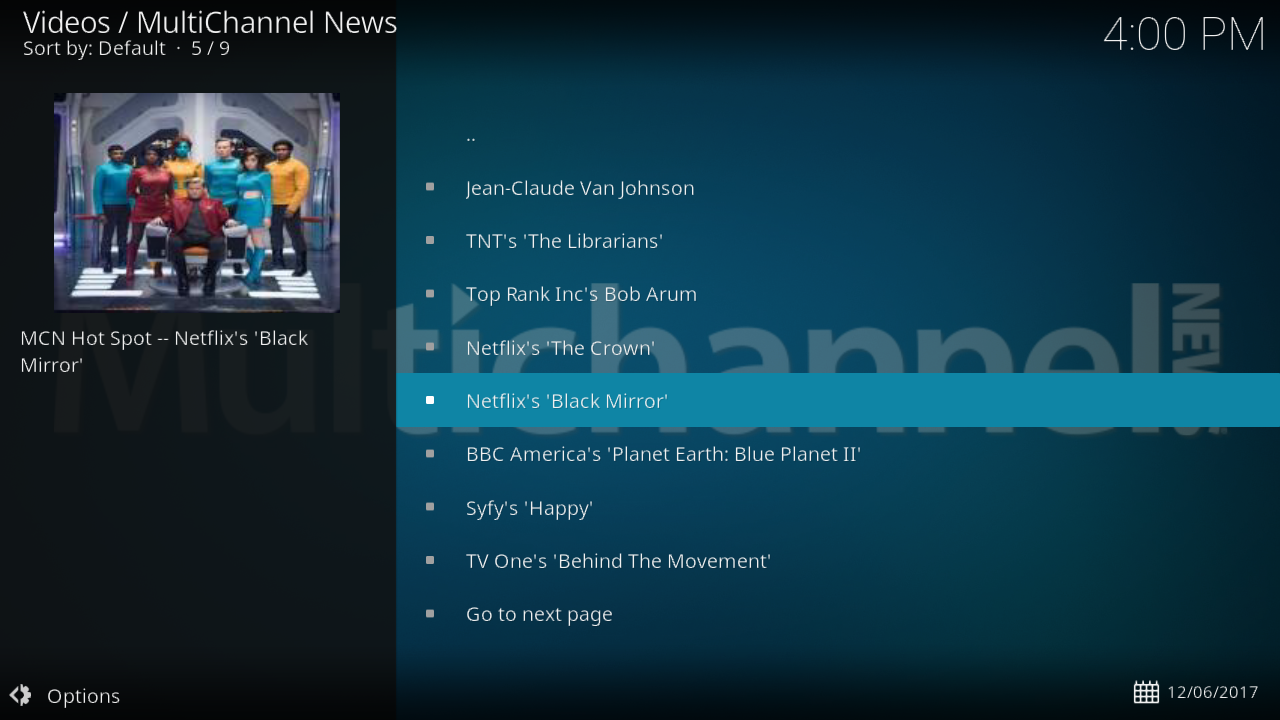 Videos / MultiChannel News
Sort by: Default · 5 / 9
4:00 PM
MCN Hot Spot -- Netflix's 'Black
Mirror'
..
Jean-Claude Van Johnson
TNT's 'The Librarians'
Top Rank Inc's Bob Arum
Netflix's 'The Crown'
Netflix's 'Black Mirror'
BBC America's 'Planet Earth: Blue Planet II'
Syfy's 'Happy'
TV One's 'Behind The Movement'
Go to next page
Multichannel
NEWS
Options
12/06/2017